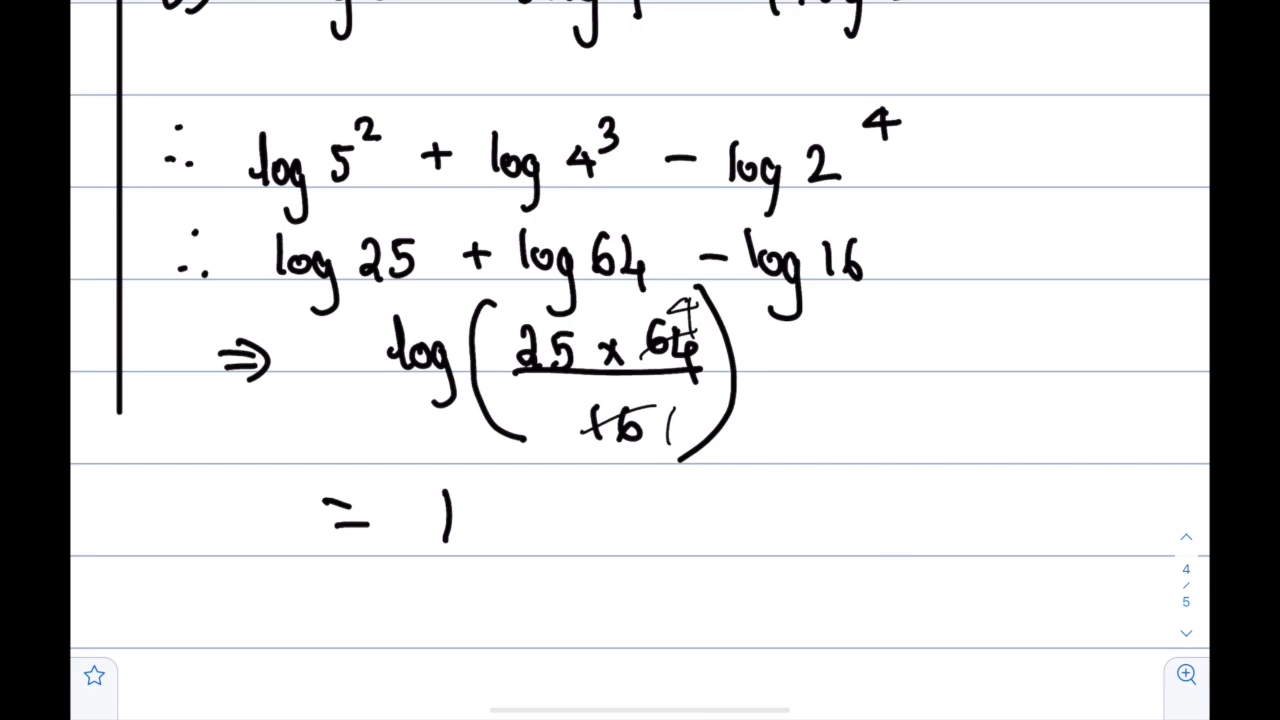 ∴ log 5² + log 4³ - log 2⁴
∴ log 25 + log 64 - log 16
⇒ log ( 25 × 64 4 / 16 1 )
= 1
4
/
5